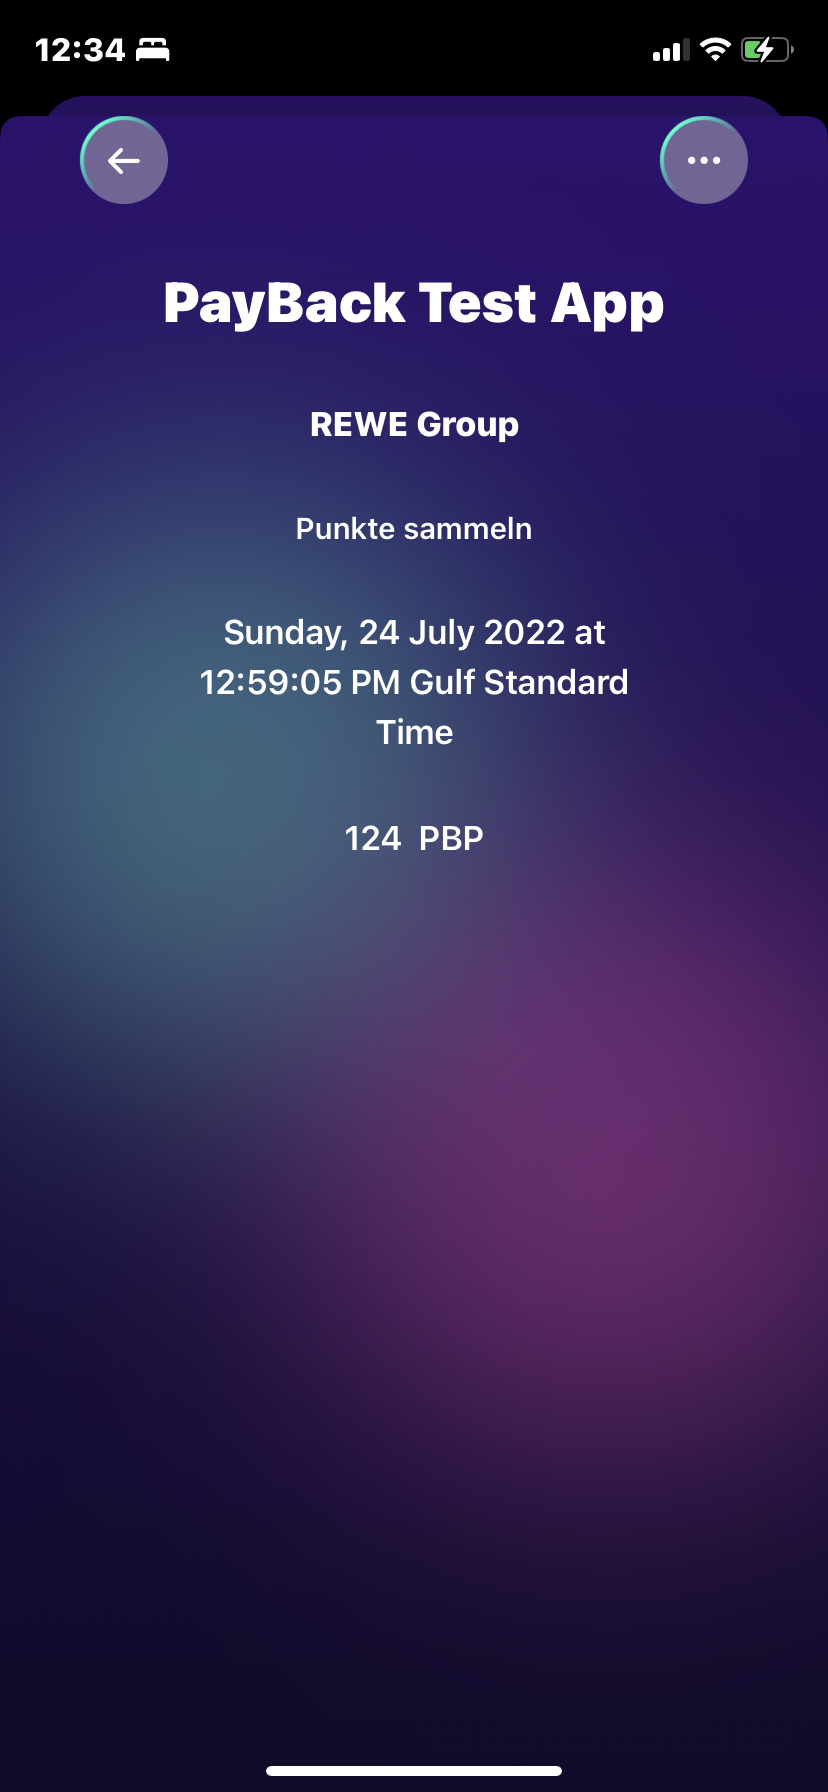 12:34
PayBack Test App
REWE Group
Punkte sammeln
Sunday, 24 July 2022 at
12:59:05 PM Gulf Standard
Time
124 PBP